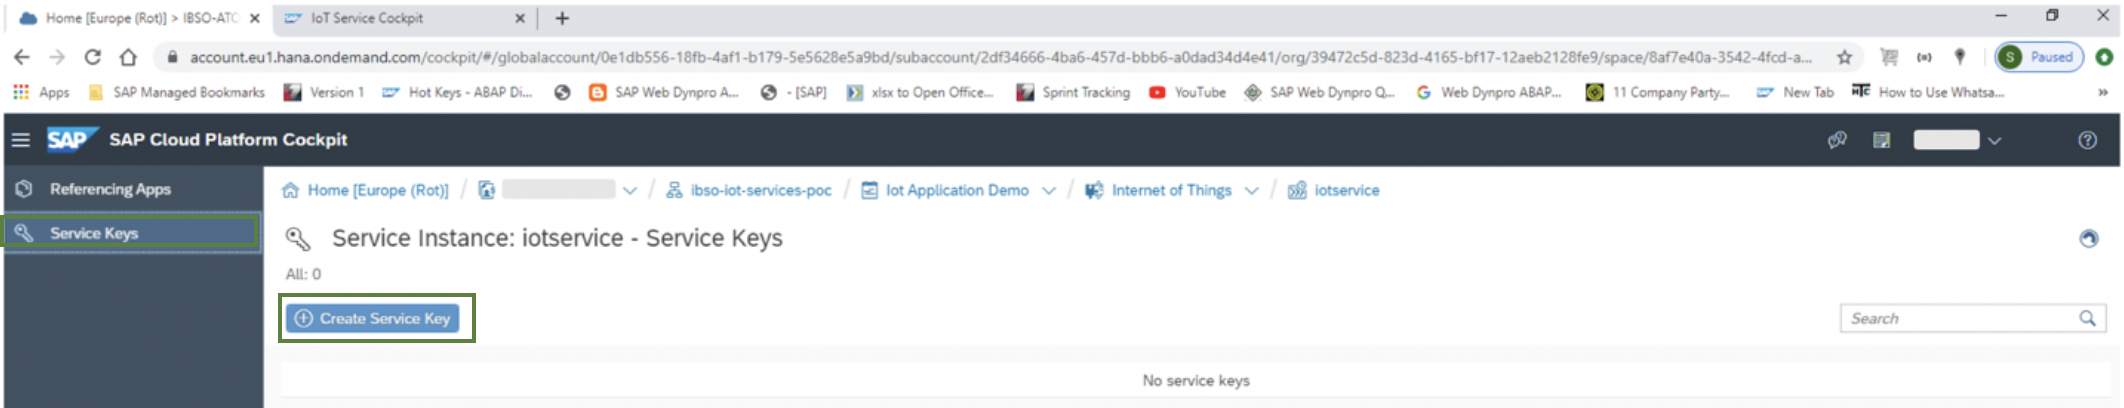 Home [Europe (Rot)] > IBSO-ATC
IoT Service Cockpit
account.eu1.hana.ondemand.com/cockpit/#/globalaccount/0e1db556-18fb-4af1-b179-5e5628e5a9bd/subaccount/2df34666-4ba6-457d-bbb6-a0dad34d4e41/org/39472c5d-823d-4165-bf17-12aeb2128fe9/space/8af7e40a-3542-4fcd-a...
S Paused
Apps SAP Managed Bookmarks Version 1 Hot Keys - ABAP Di... SAP Web Dynpro A... - [SAP] xlsx to Open Office... Sprint Tracking YouTube SAP Web Dynpro Q... Web Dynpro ABAP... 11 Company Party... New Tab How to Use Whatsa... »
SAP SAP Cloud Platform Cockpit
Referencing Apps
Service Keys
Home [Europe (Rot)] / / ibso-iot-services-poc / Iot Application Demo / Internet of Things / iotservice
Service Instance: iotservice - Service Keys
All: 0
Create Service Key
Search
No service keys